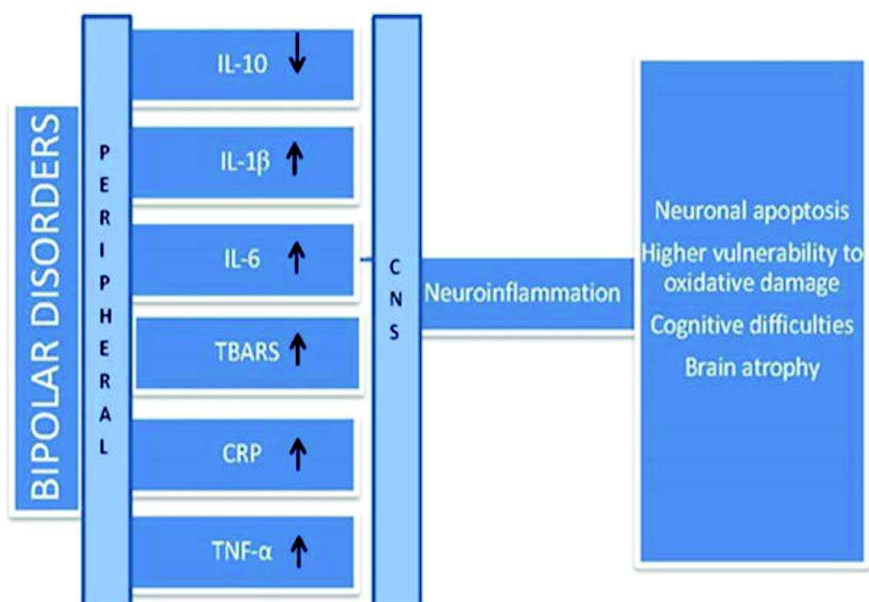 BIPOLAR DISORDERS
PERIPHERAL
IL-10 ↓
IL-1β ↑
IL-6 ↑
TBARS ↑
CRP ↑
TNF-α ↑
CNS
Neuroinflammation
Neuronal apoptosis
Higher vulnerability to
oxidative damage
Cognitive difficulties
Brain atrophy